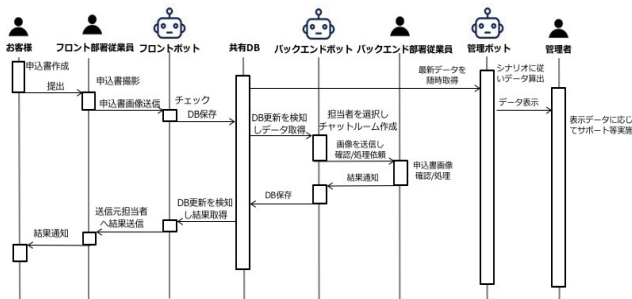 お客様
フロント部署従業員
フロントボット
共有DB
バックエンドボット
バックエンド部署従業員
管理ボット
管理者
申込書作成
提出
申込書撮影
申込書画像送信
チェック
DB保存
最新データを
随時取得
シナリオに従
いデータ算出
データ表示
表示データに応じ
てサポート等実施
DB更新を検知
しデータ取得
担当者を選択し
チャットルーム作成
画像を送信し
確認/処理依頼
申込書画像
確認/処理
結果通知
DB保存
DB更新を検知
し結果取得
送信元担当者
へ結果送信
結果通知